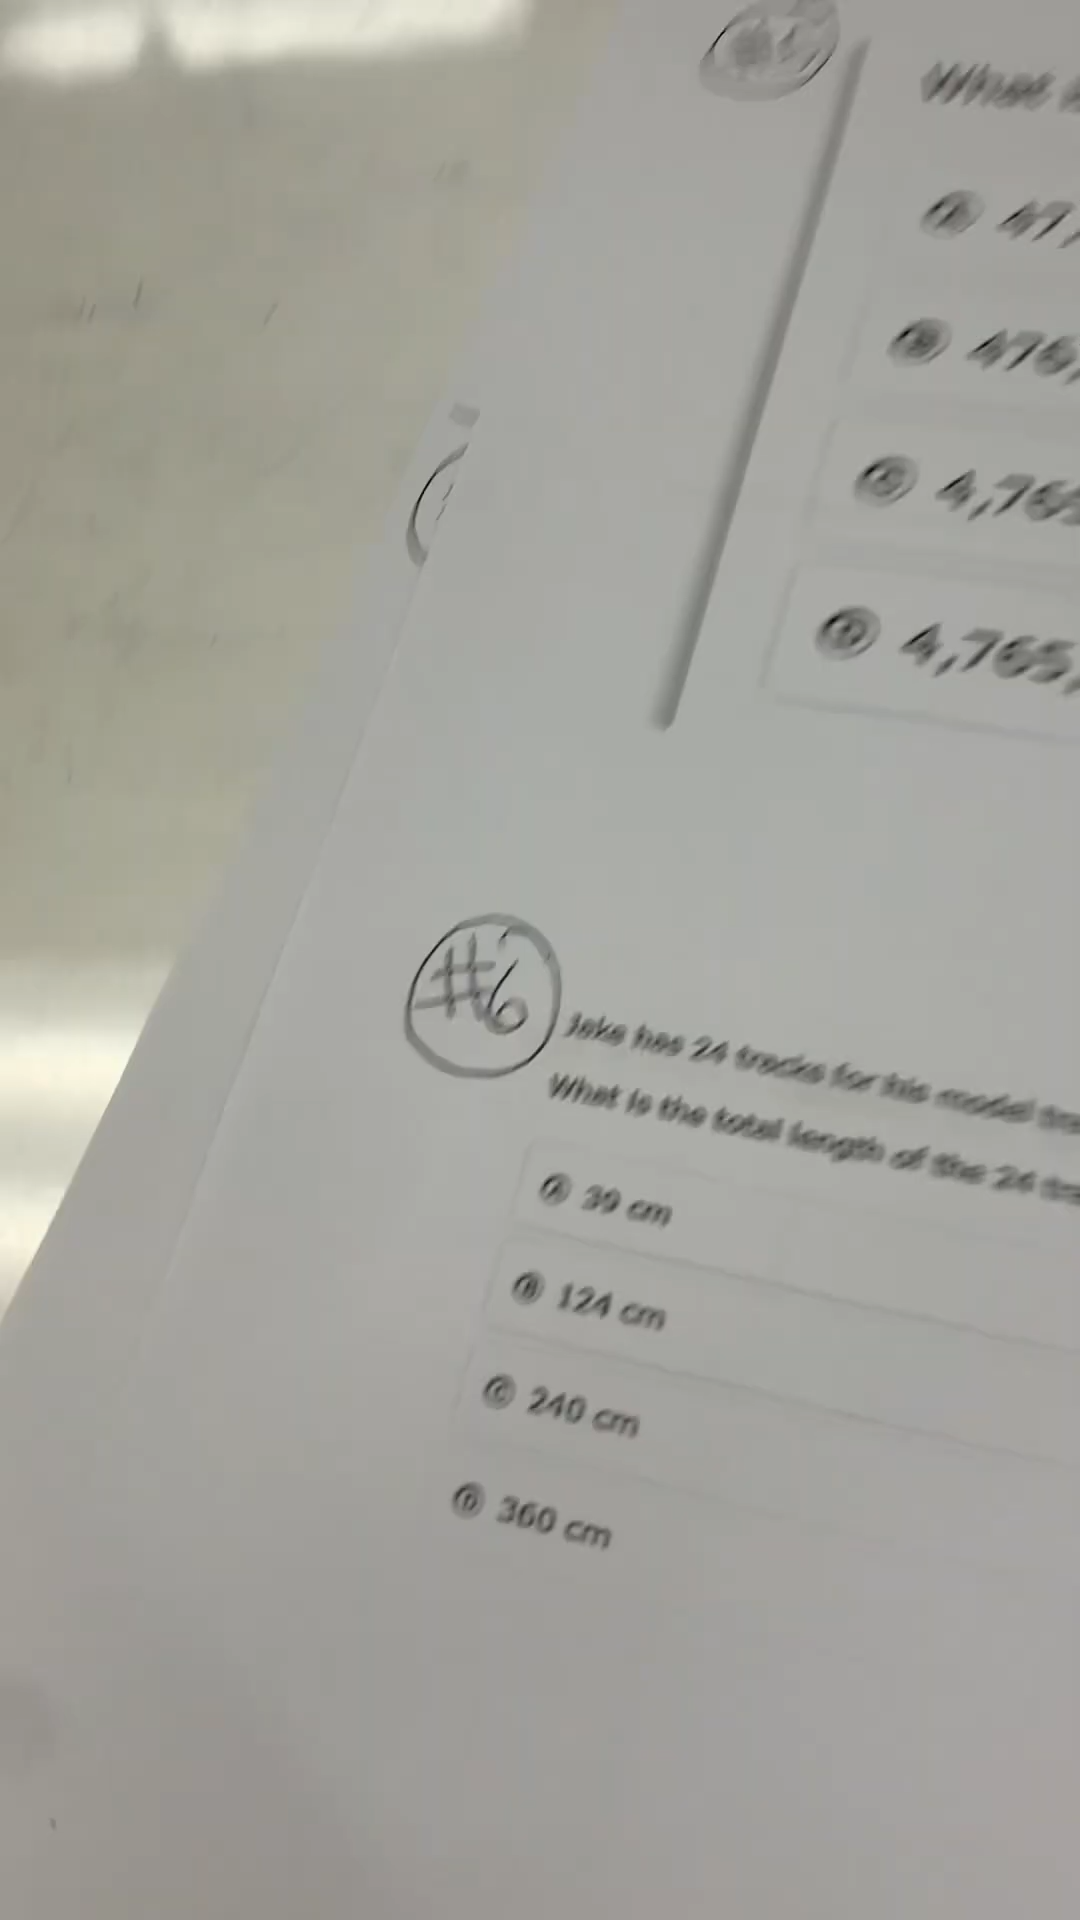 What
Ⓐ 47,
Ⓑ 476,
Ⓒ 4,765
Ⓓ 4,765,
#6
Jake has 24 tracks for his model
What is the total length of the 24
Ⓐ 39 cm
Ⓑ 124 cm
Ⓒ 240 cm
Ⓓ 360 cm